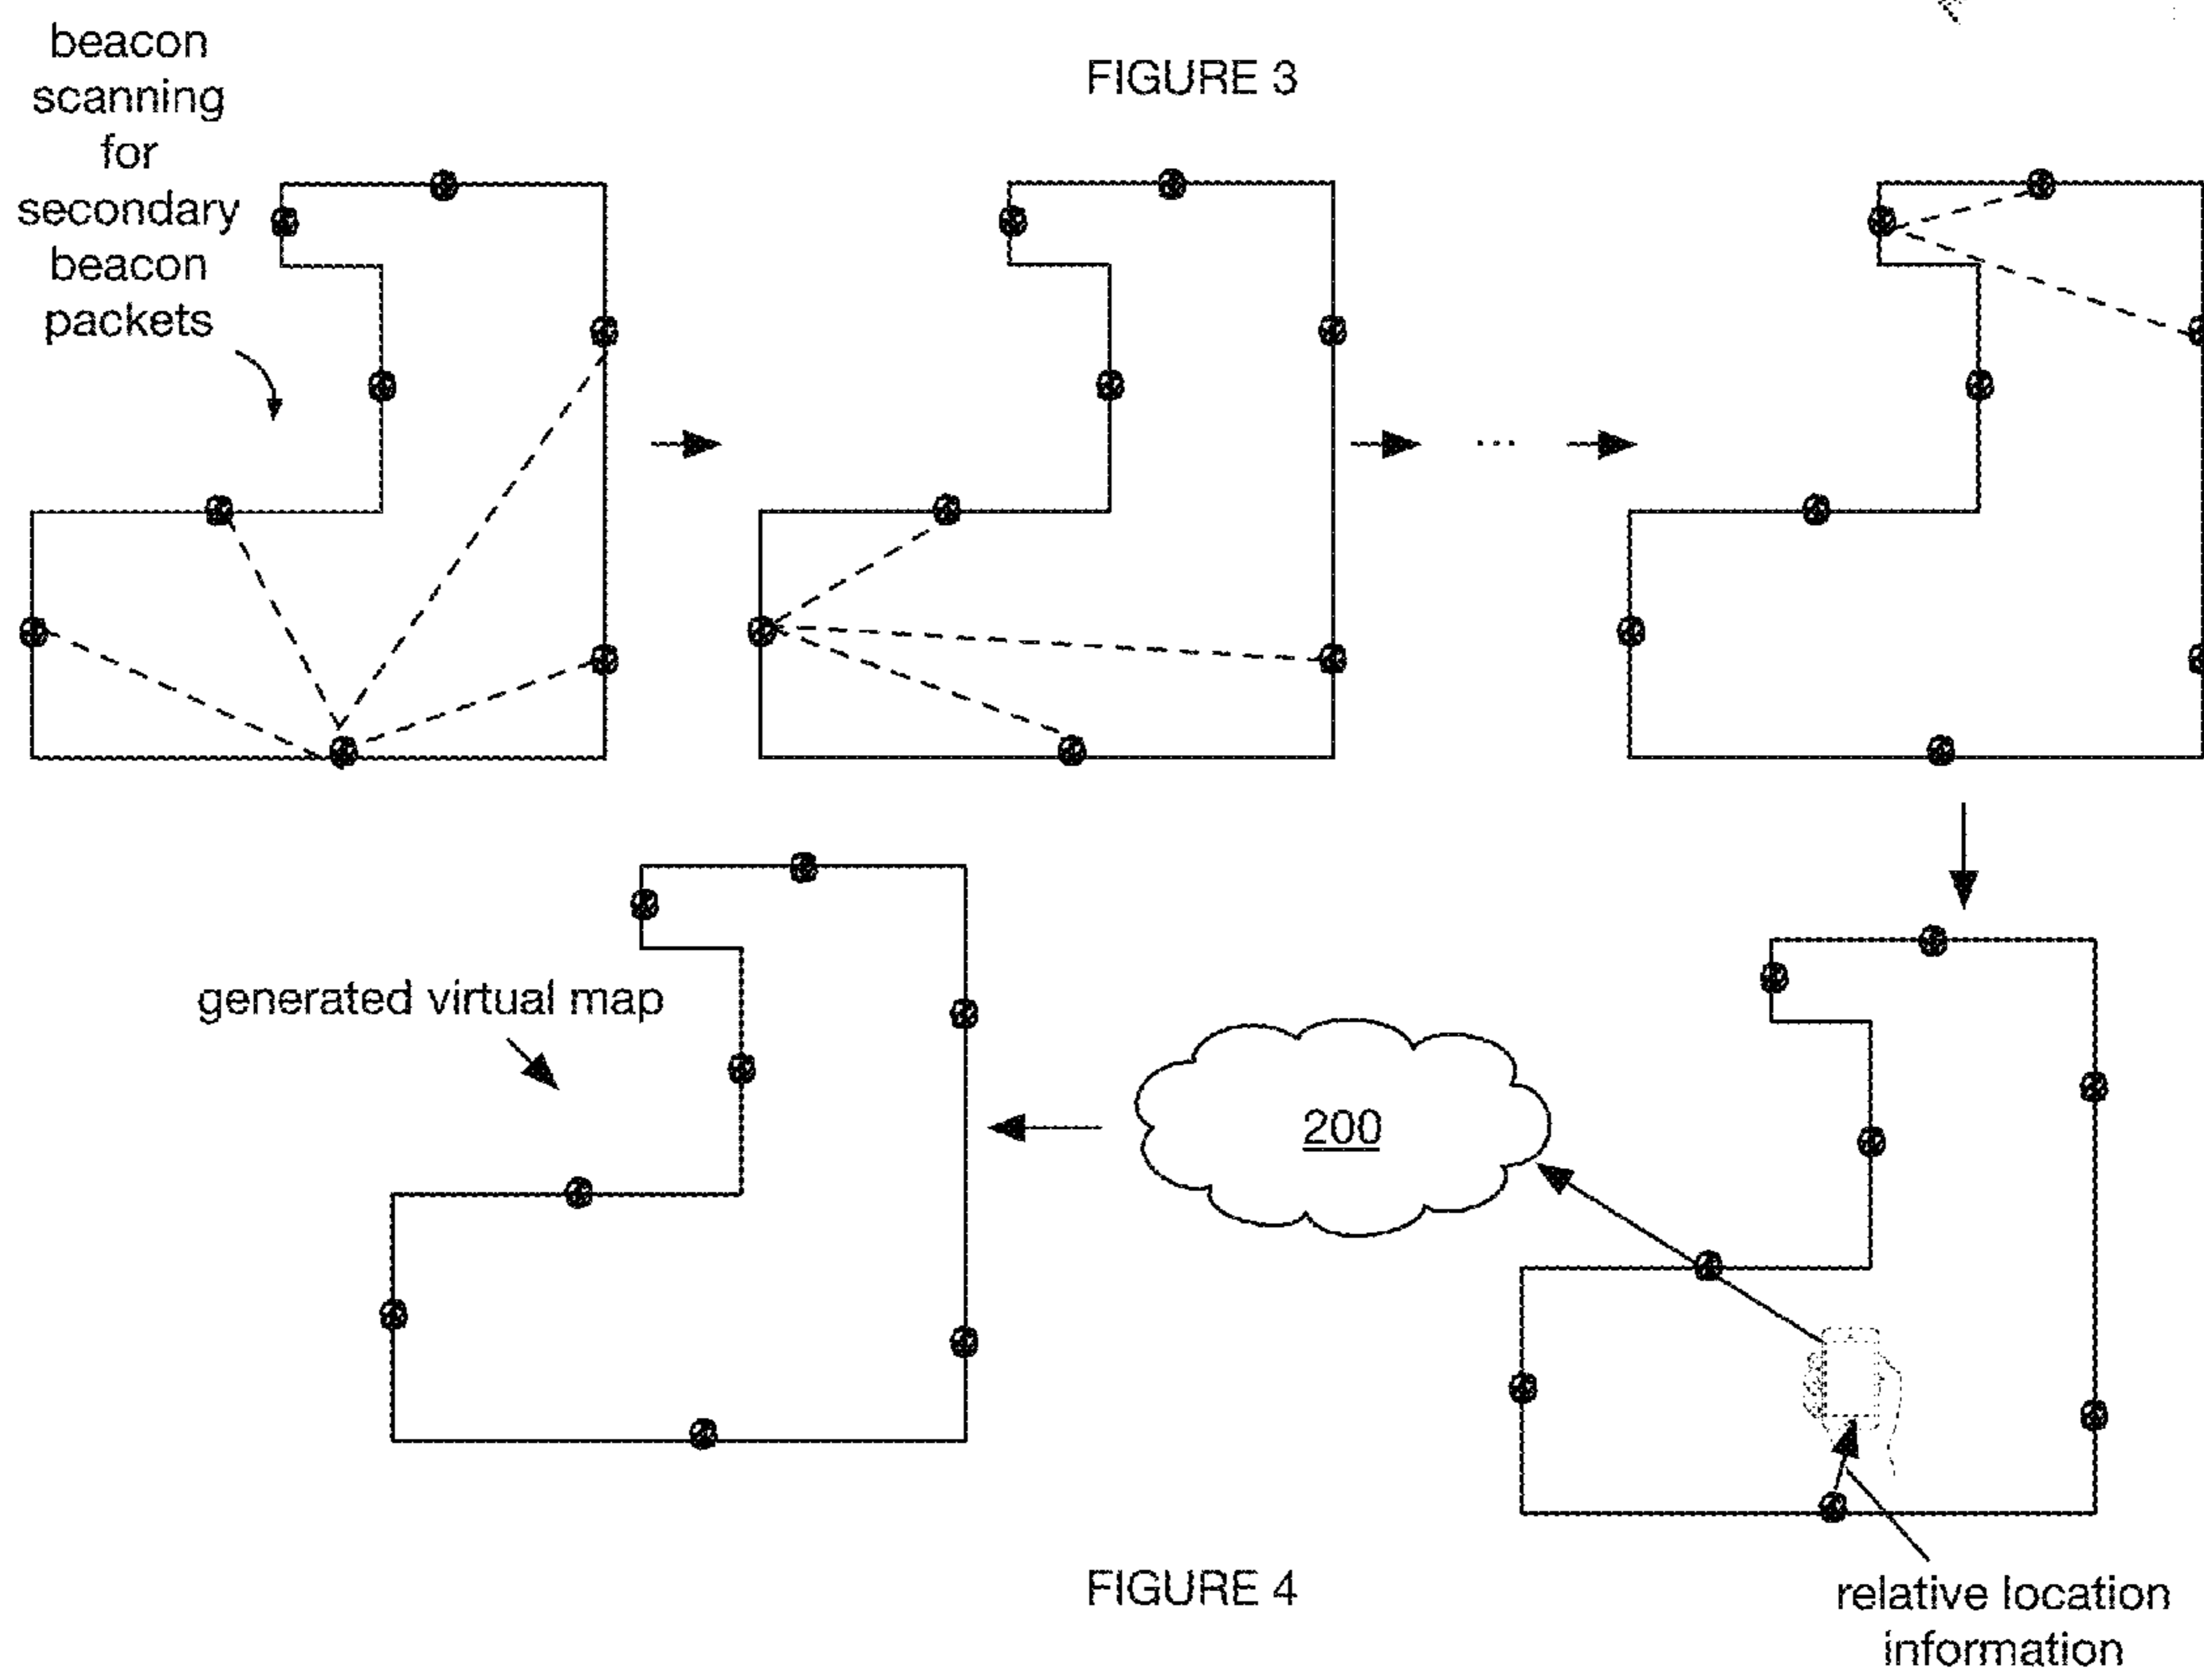 beacon
scanning
for
secondary
beacon
packets
FIGURE 3
...
generated virtual map
200
FIGURE 4
relative location
information